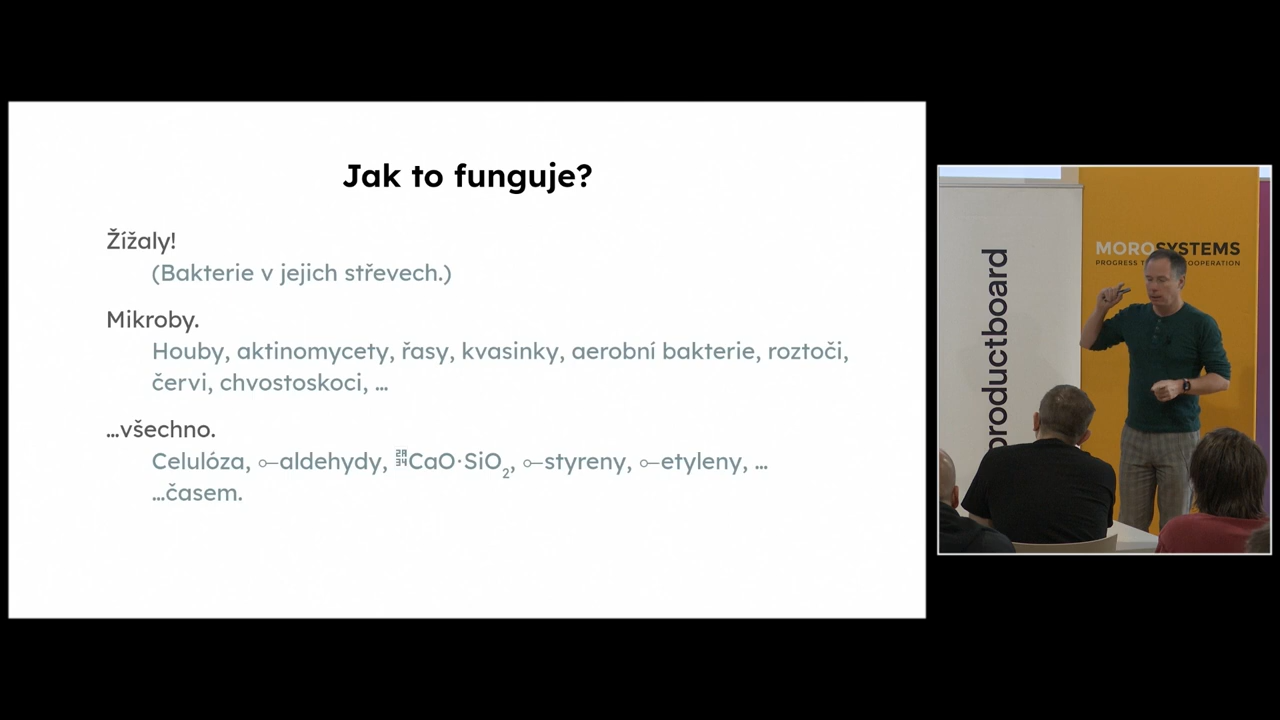 Jak to funguje?
Žížaly!
(Bakterie v jejich střevech.)
Mikroby.
Houby, aktinomycety, řasy, kvasinky, aerobní bakterie, roztoči,
červi, chvostoskoci, …
…všechno.
Celulóza, ⟜aldehydy, CaO·SiO₂, ⟜styreny, ⟜etyleny, …
…časem.
productboard
MOROSYSTEMS
PROGRESS COOPERATION